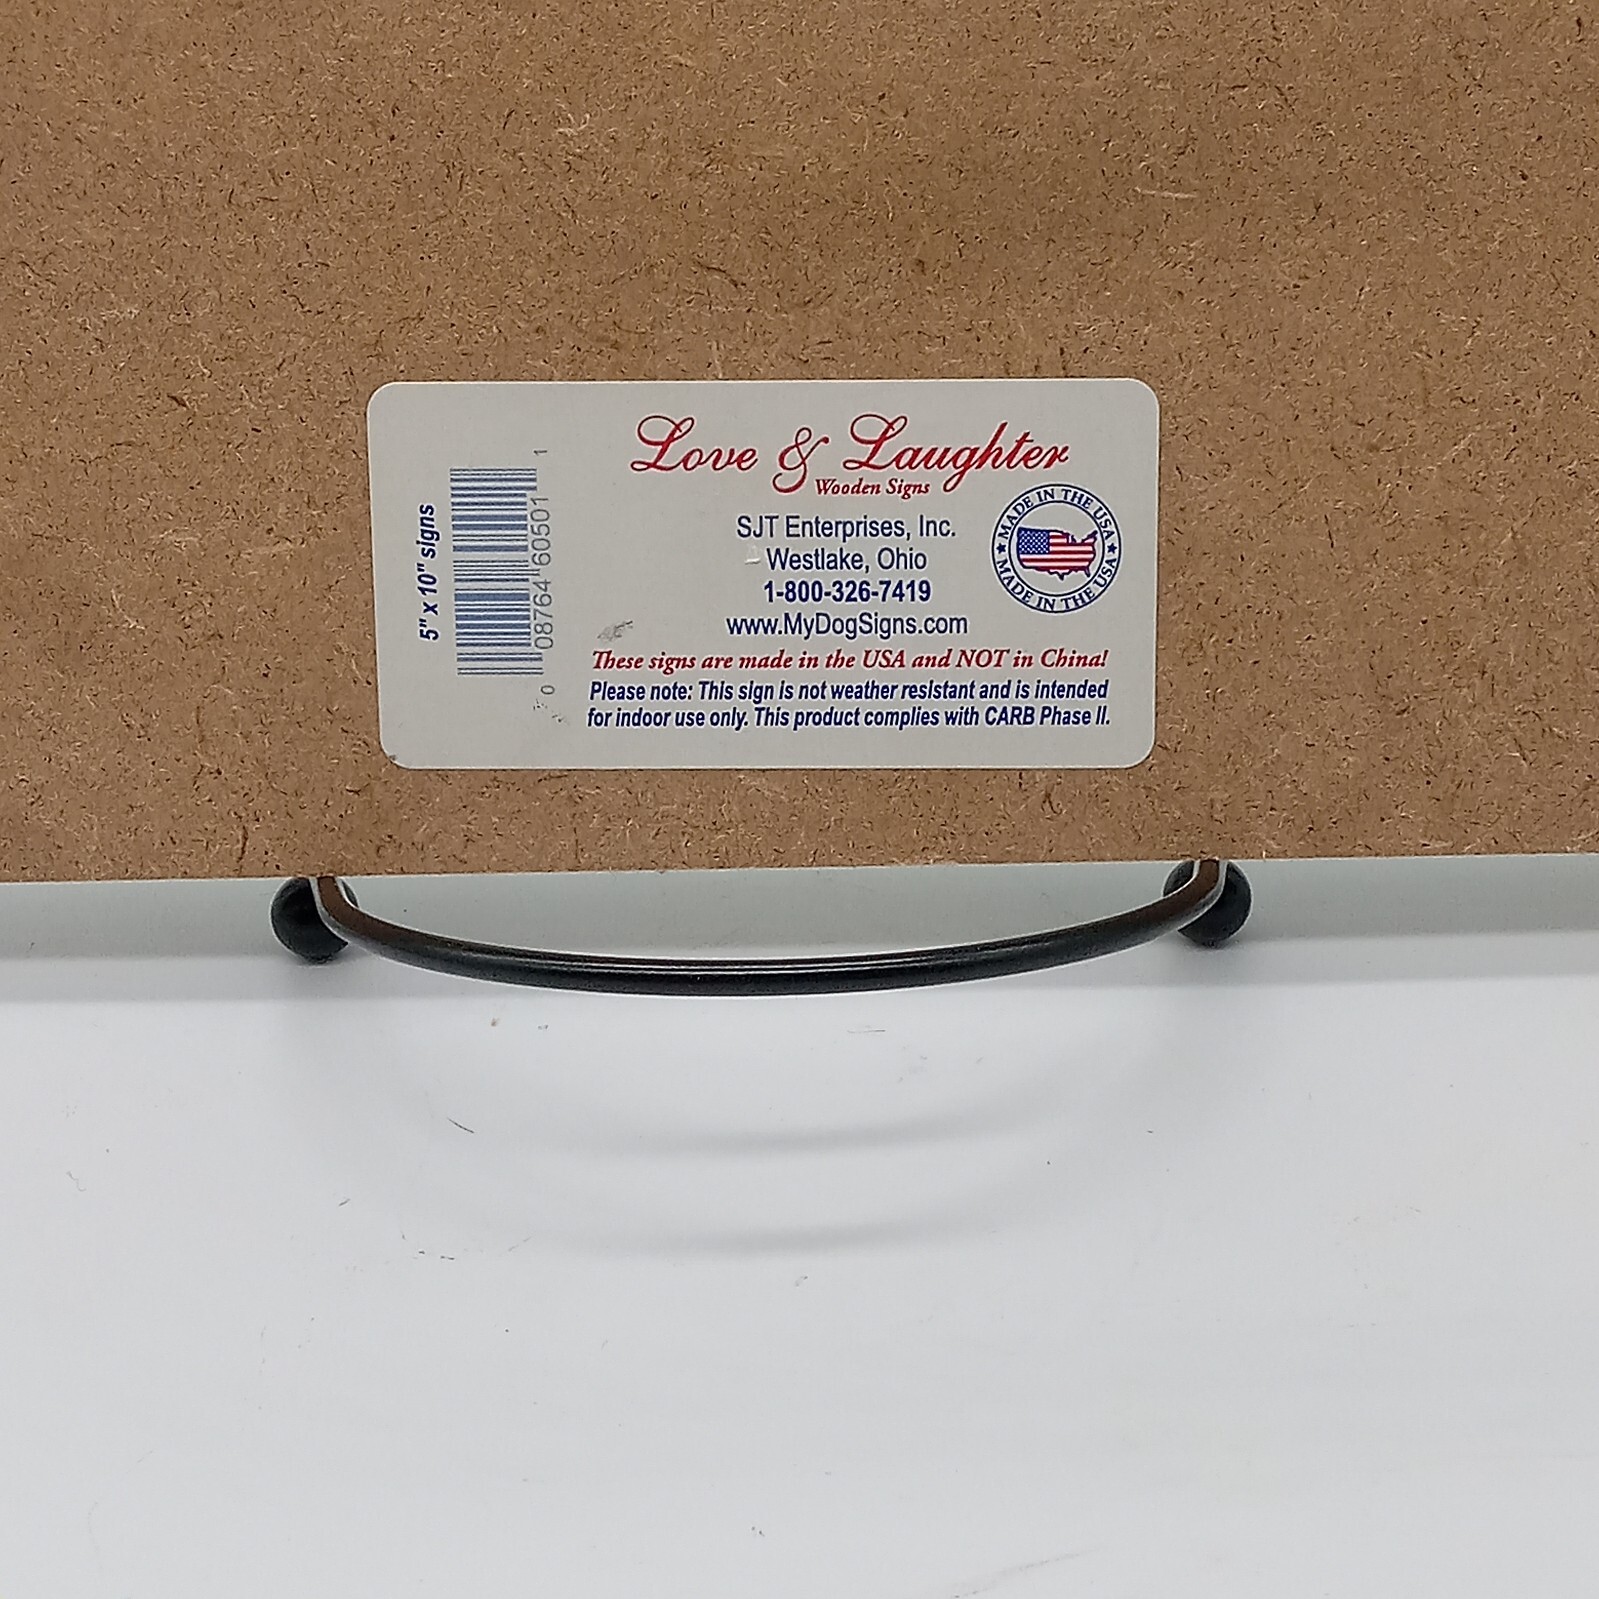 Love & Laughter
Wooden Signs
SJT Enterprises, Inc.
Westlake, Ohio
1-800-326-7419
www.MyDogSigns.com
MADE IN THE USA
MADE IN THE USA
These signs are made in the USA and NOT in China!
Please note: This sign is not weather resistant and is intended
for indoor use only. This product complies with CARB Phase II.
5" x 10" signs
0 08764 60501 1